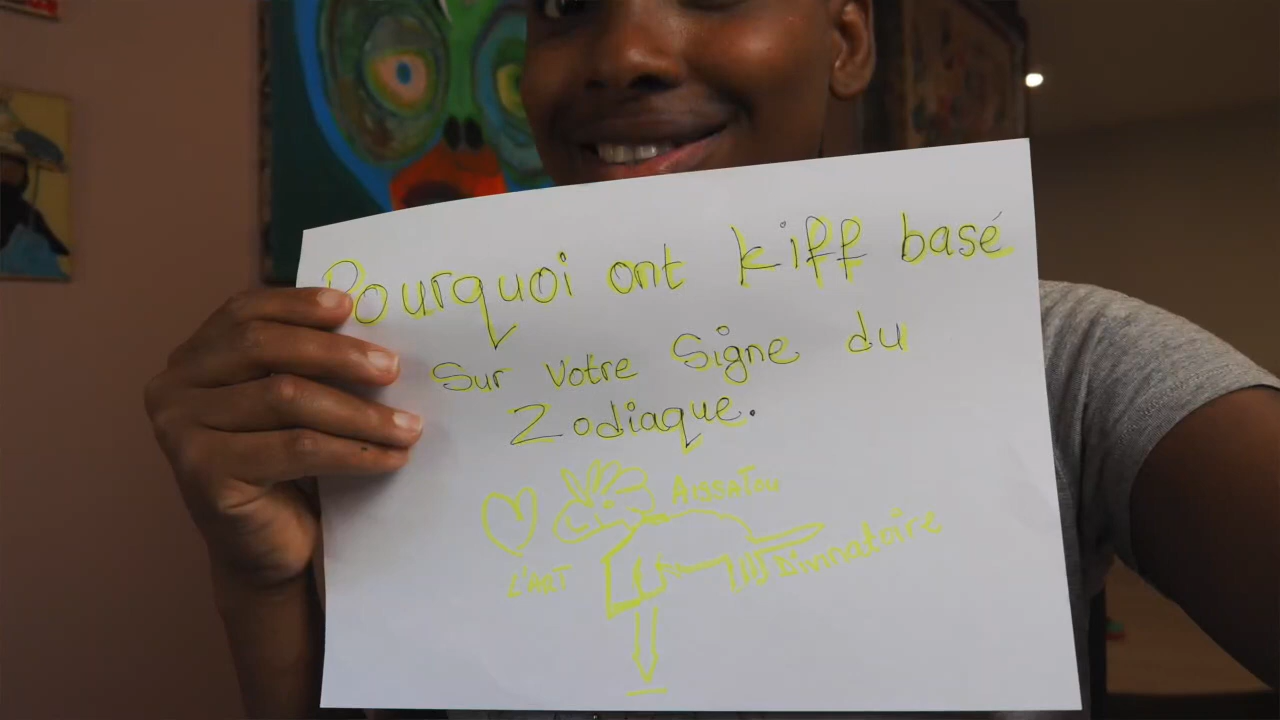 Pourquoi ont kiff basé
Sur Votre Signe du
Zodiaque.
AissaTou
L'ART
Divinatoire